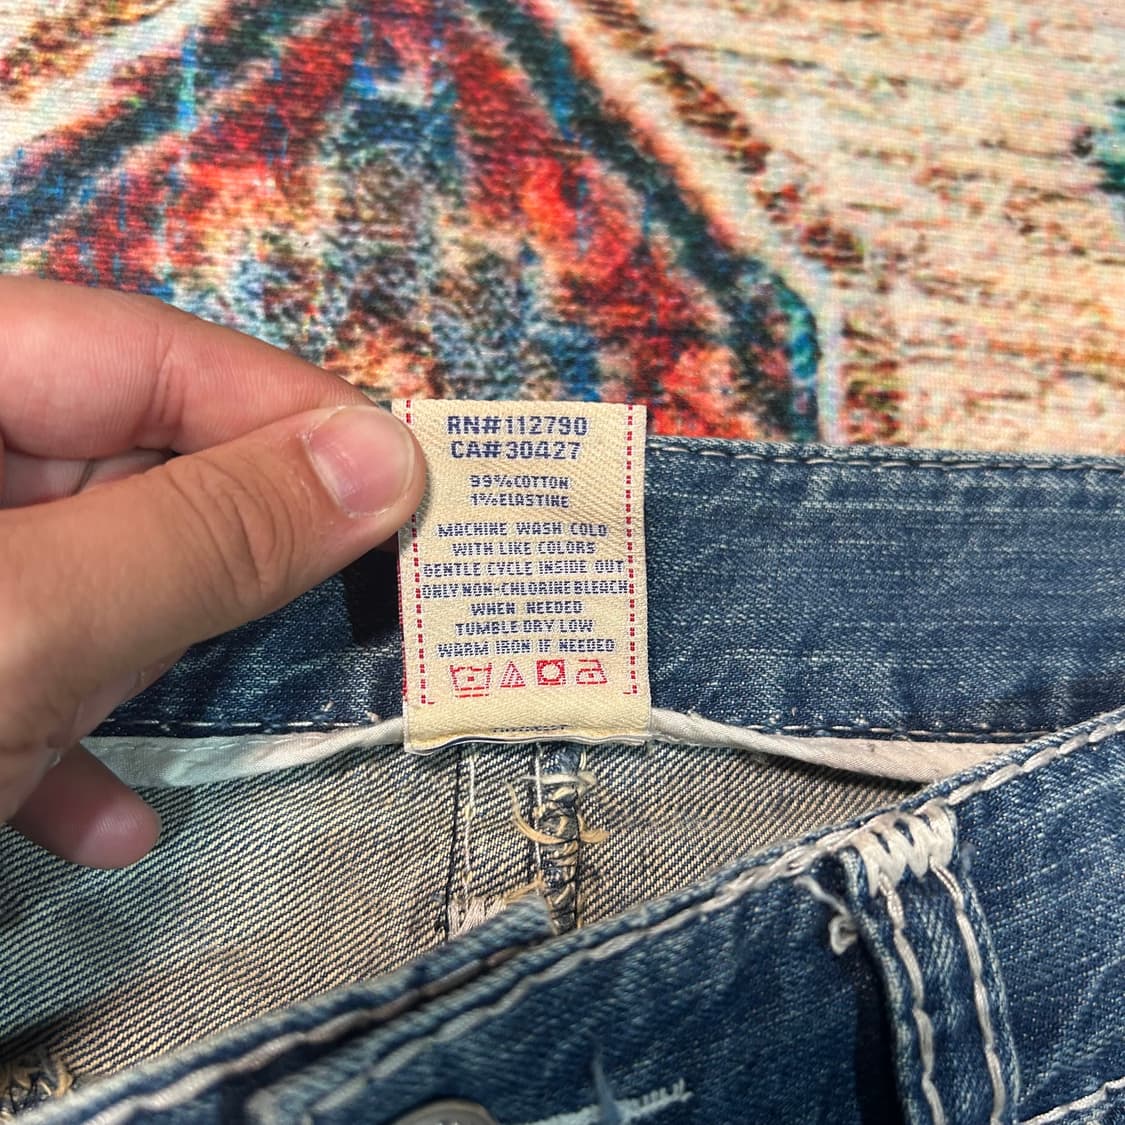 RN#112790
CA#30427
99%COTTON
1%ELASTINE
MACHINE WASH COLD
WITH LIKE COLORS
GENTLE CYCLE INSIDE OUT
ONLY NON-CHLORINE BLEACH
WHEN NEEDED
TUMBLE DRY LOW
WARM IRON IF NEEDED